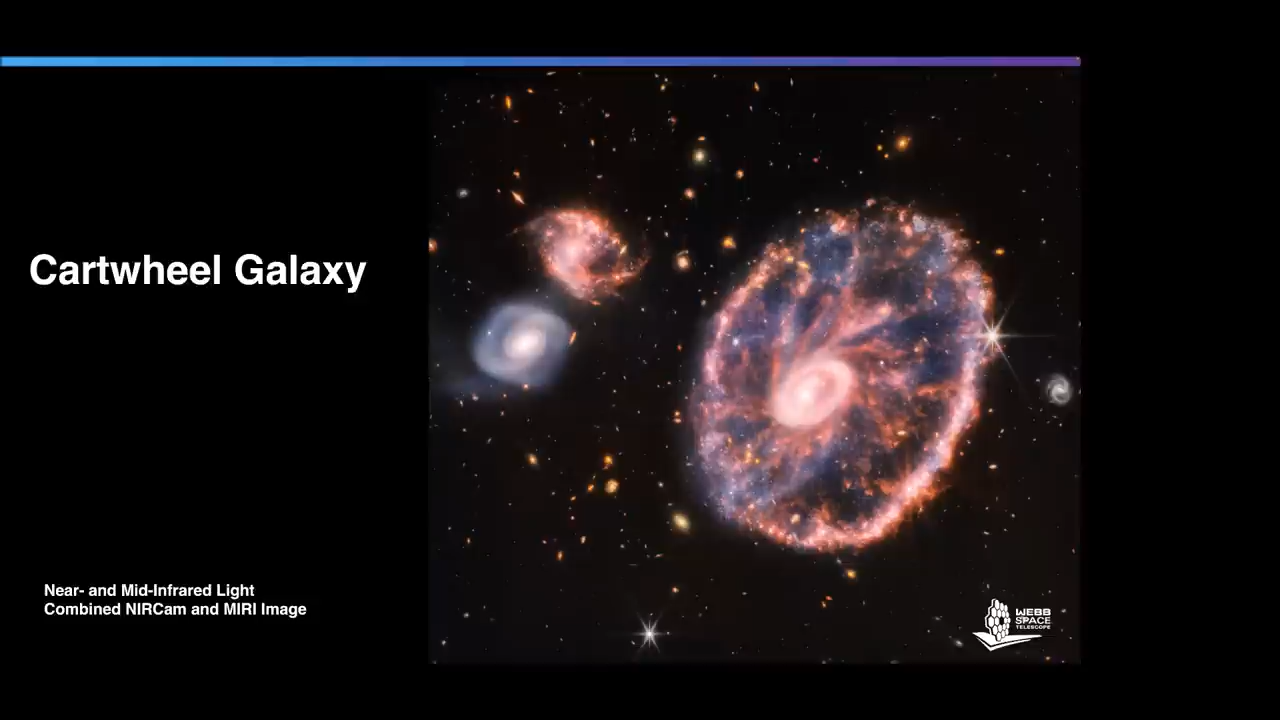 Cartwheel Galaxy
Near- and Mid-Infrared Light
Combined NIRCam and MIRI Image
WEBB
SPACE
TELESCOPE